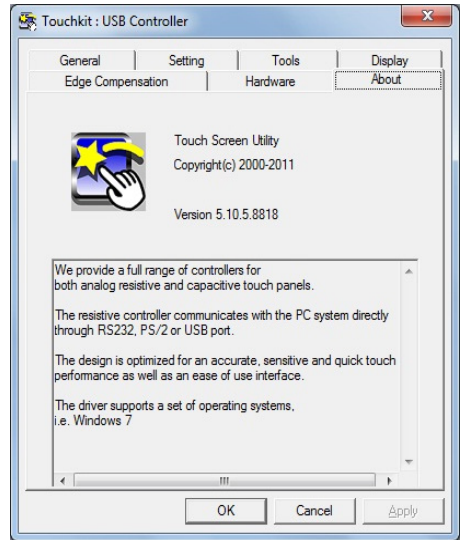 Touchkit : USB Controller
General Setting Tools Display
Edge Compensation Hardware About
Touch Screen Utility
Copyright(c) 2000-2011
Version 5.10.5.8818
We provide a full range of controllers for
both analog resistive and capacitive touch panels.
The resistive controller communicates with the PC system directly
through RS232, PS/2 or USB port.
The design is optimized for an accurate, sensitive and quick touch
performance as well as an ease of use interface.
The driver supports a set of operating systems,
i.e. Windows 7
OK Cancel Apply